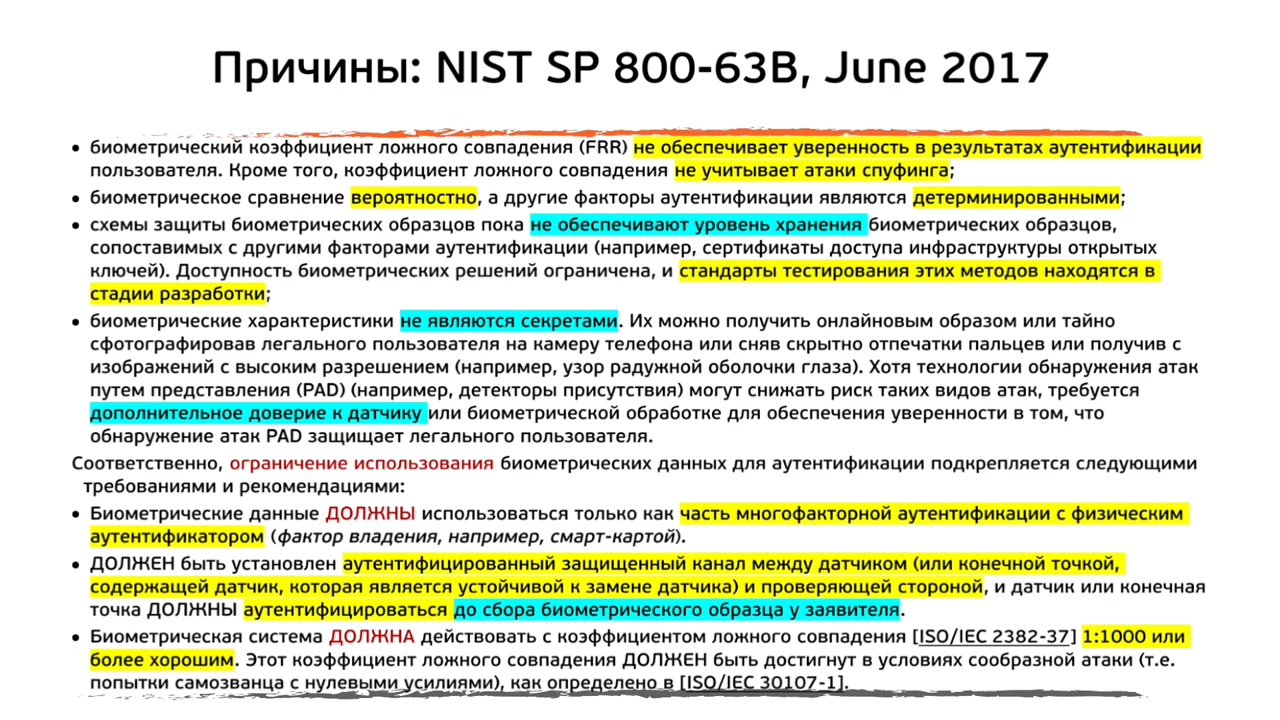 Причины: NIST SP 800-63B, June 2017
• биометрический коэффициент ложного совпадения (FRR) не обеспечивает уверенность в результатах аутентификации
пользователя. Кроме того, коэффициент ложного совпадения не учитывает атаки спуфинга;
• биометрическое сравнение вероятностно, а другие факторы аутентификации являются детерминированными;
• схемы защиты биометрических образцов пока не обеспечивают уровень хранения биометрических образцов,
сопоставимых с другими факторами аутентификации (например, сертификаты доступа инфраструктуры открытых
ключей). Доступность биометрических решений ограничена, и стандарты тестирования этих методов находятся в
стадии разработки;
• биометрические характеристики не являются секретами. Их можно получить онлайновым образом или тайно
сфотографировав легального пользователя на камеру телефона или сняв скрытно отпечатки пальцев или получив с
изображений с высоким разрешением (например, узор радужной оболочки глаза). Хотя технологии обнаружения атак
путем представления (PAD) (например, детекторы присутствия) могут снижать риск таких видов атак, требуется
дополнительное доверие к датчику или биометрической обработке для обеспечения уверенности в том, что
обнаружение атак PAD защищает легального пользователя.
Соответственно, ограничение использования биометрических данных для аутентификации подкрепляется следующими
требованиями и рекомендациями:
• Биометрические данные ДОЛЖНЫ использоваться только как часть многофакторной аутентификации с физическим
аутентификатором (фактор владения, например, смарт-картой).
• ДОЛЖЕН быть установлен аутентифицированный защищенный канал между датчиком (или конечной точкой,
содержащей датчик, которая является устойчивой к замене датчика) и проверяющей стороной, и датчик или конечная
точка ДОЛЖНЫ аутентифицироваться до сбора биометрического образца у заявителя.
• Биометрическая система ДОЛЖНА действовать с коэффициентом ложного совпадения [ISO/IEC 2382-37] 1:1000 или
более хорошим. Этот коэффициент ложного совпадения ДОЛЖЕН быть достигнут в условиях сообразной атаки (т.е.
попытки самозванца с нулевыми усилиями), как определено в [ISO/IEC 30107-1].